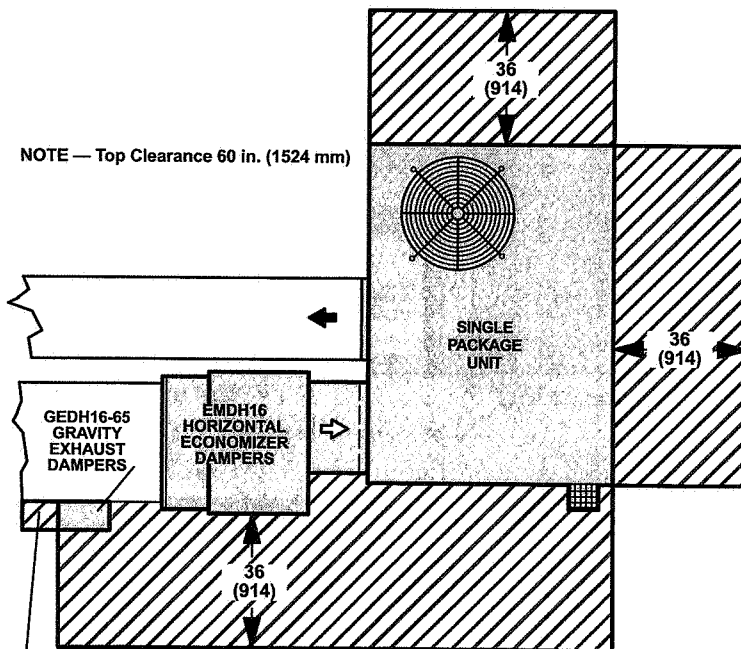 36
(914)
NOTE — Top Clearance 60 in. (1524 mm)
SINGLE
PACKAGE
UNIT
36
(914)
GEDH16-65
GRAVITY
EXHAUST
DAMPERS
EMDH16
HORIZONTAL
ECONOMIZER
DAMPERS
36
(914)